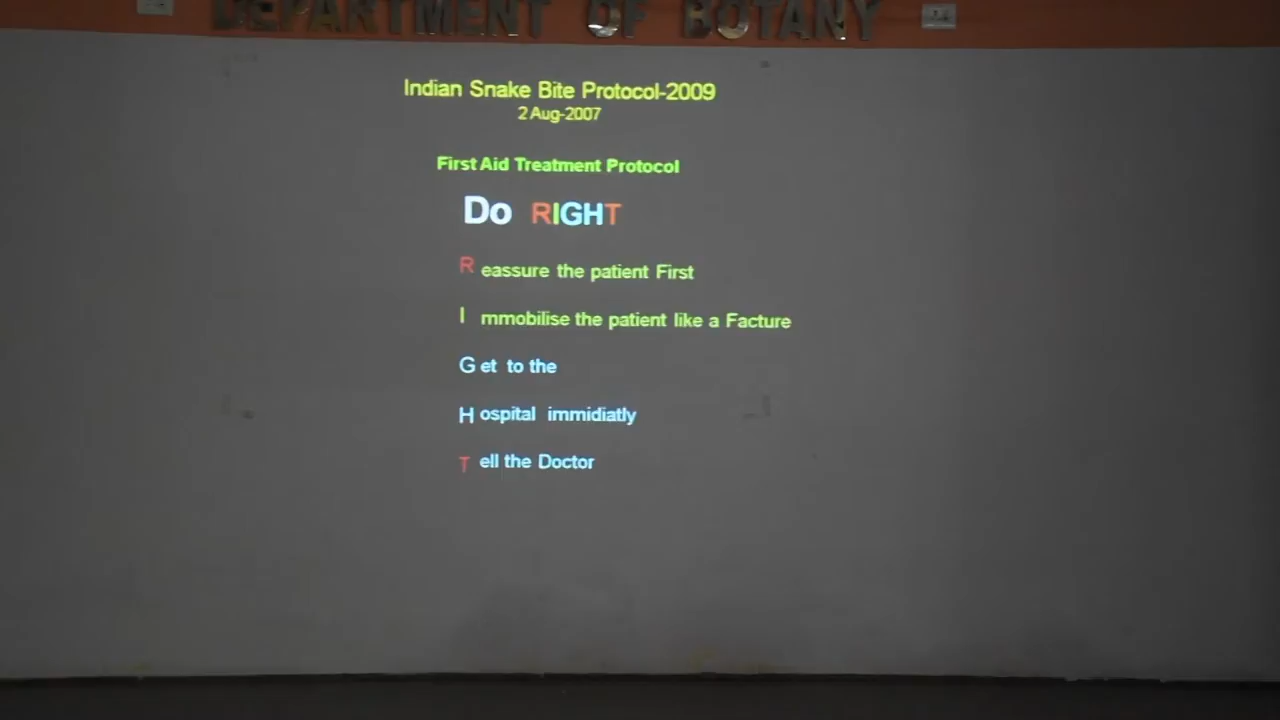 DEPARTMENT OF BOTANY
Indian Snake Bite Protocol-2009
2 Aug-2007
First Aid Treatment Protocol
Do RIGHT
R eassure the patient First
I mmobilise the patient like a Facture
G et to the
H ospital immidiatly
T ell the Doctor